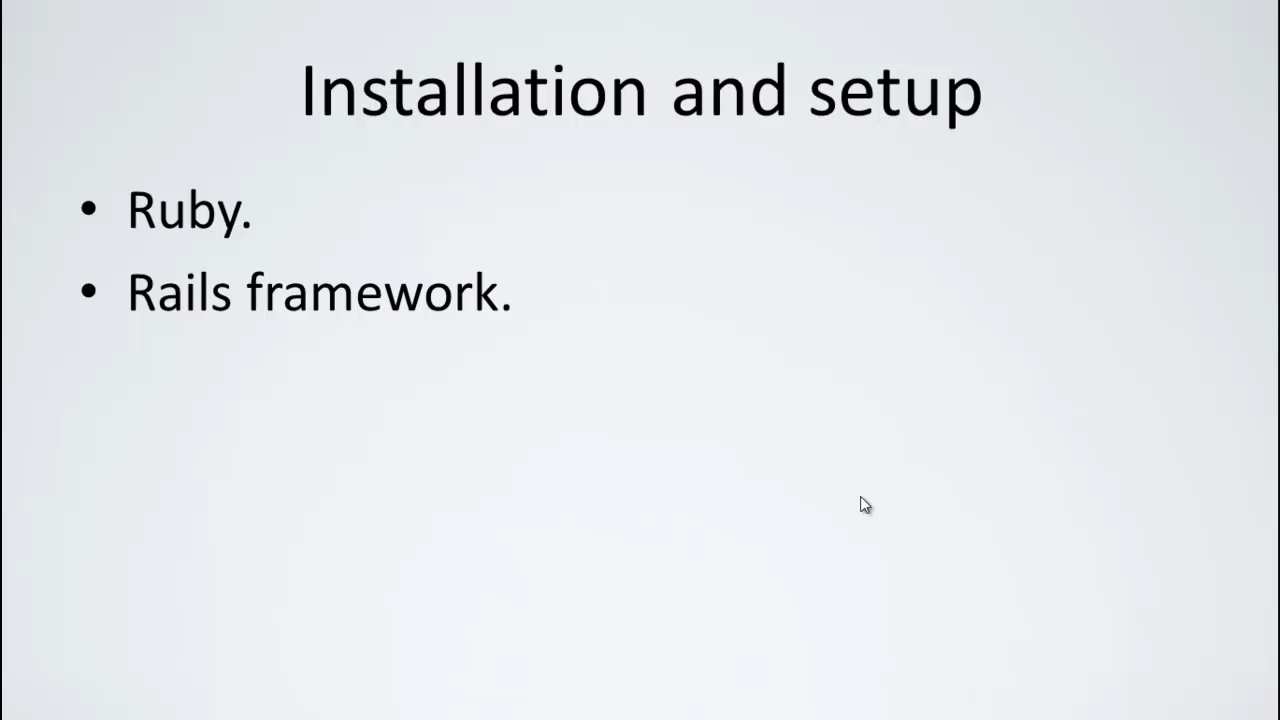 Installation and setup
• Ruby.
• Rails framework.